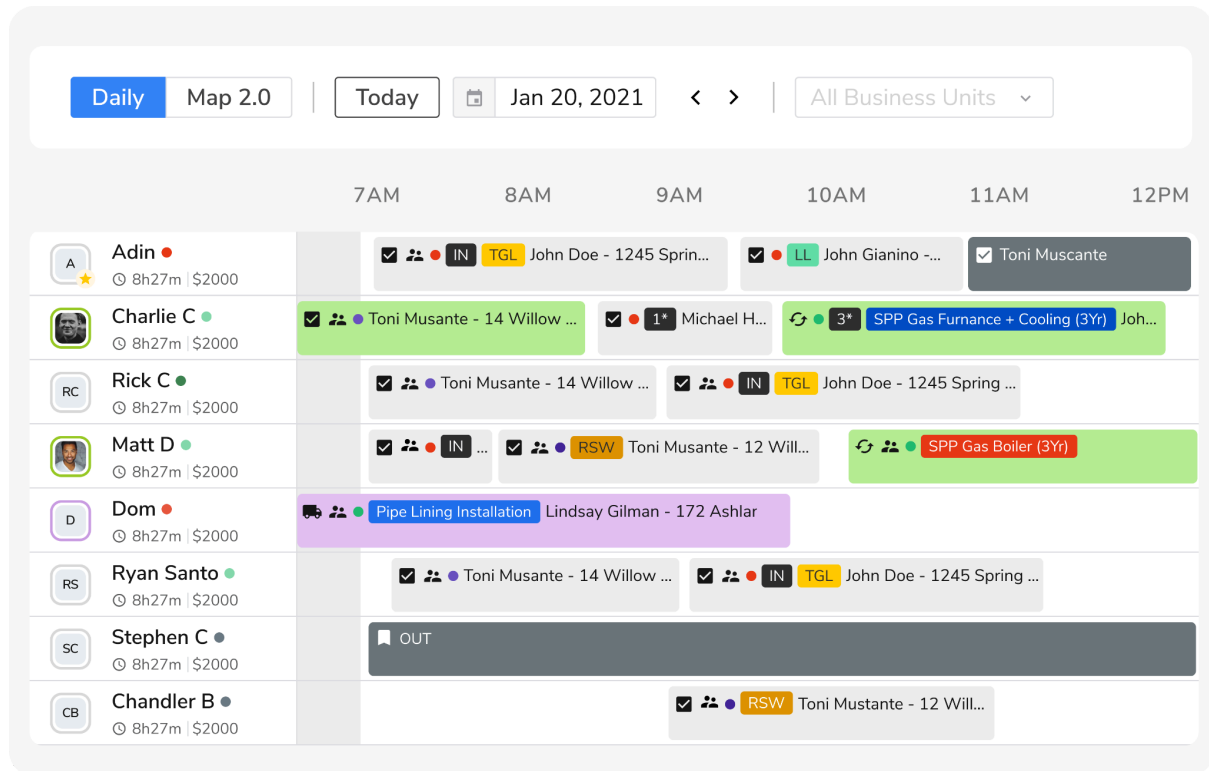 Daily Map 2.0 Today Jan 20, 2021 All Business Units
7AM 8AM 9AM 10AM 11AM 12PM
A Adin
8h27m $2000
IN TGL John Doe - 1245 Sprin...
LL John Gianino -...
Toni Muscante
Charlie C
8h27m $2000
Toni Musante - 14 Willow ...
1* Michael H.
3* SPP Gas Furnance + Cooling (3Yr) Joh...
RC Rick C
8h27m $2000
Toni Musante - 14 Willow ...
IN TGL John Doe - 1245 Spring ...
Matt D
8h27m $2000
IN ...
RSW Toni Musante - 12 Will...
SPP Gas Boiler (3Yr)
D Dom
8h27m $2000
Pipe Lining Installation Lindsay Gilman - 172 Ashlar
RS Ryan Santo
8h27m $2000
Toni Musante - 14 Willow ...
IN TGL John Doe - 1245 Spring ...
SC Stephen C
8h27m $2000
OUT
CB Chandler B
8h27m $2000
RSW Toni Mustante - 12 Will...